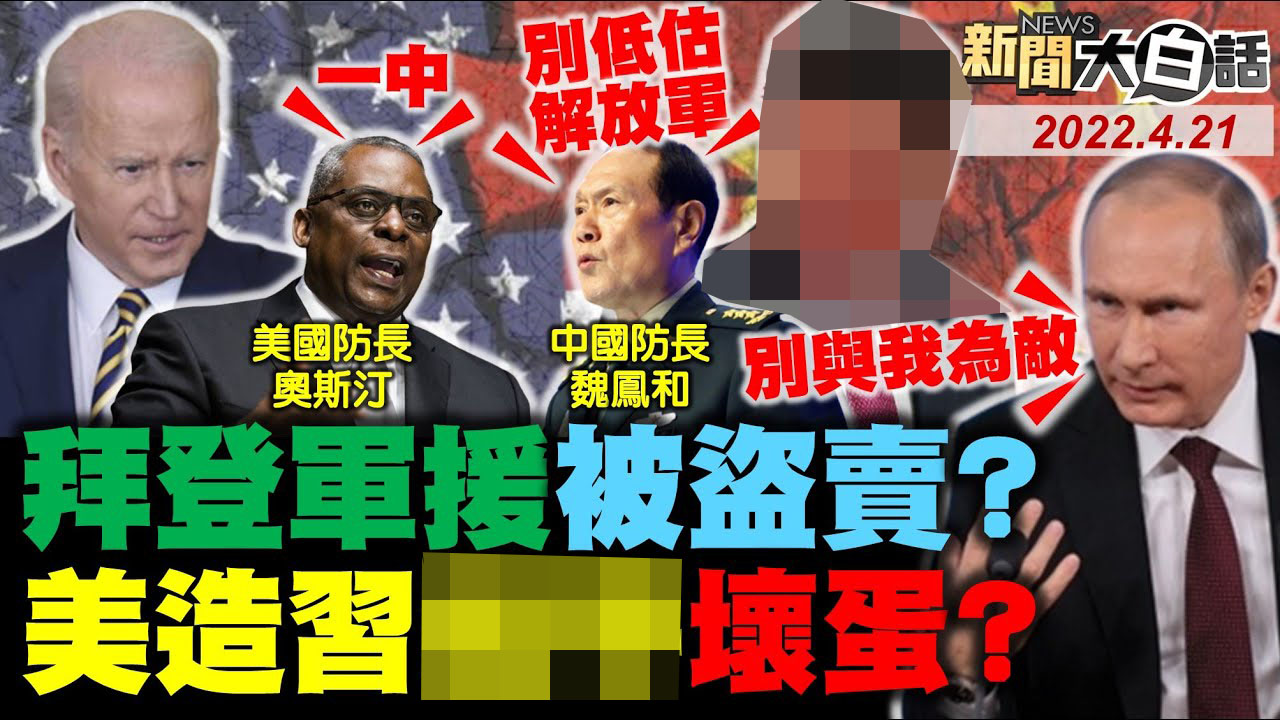 NEWS
新聞大白話
2022.4.21
一中
別低估
解放軍
美國防長
奧斯汀
中國防長
魏鳳和
別與我為敵
拜登軍援被盜賣?
美造習
壞蛋?